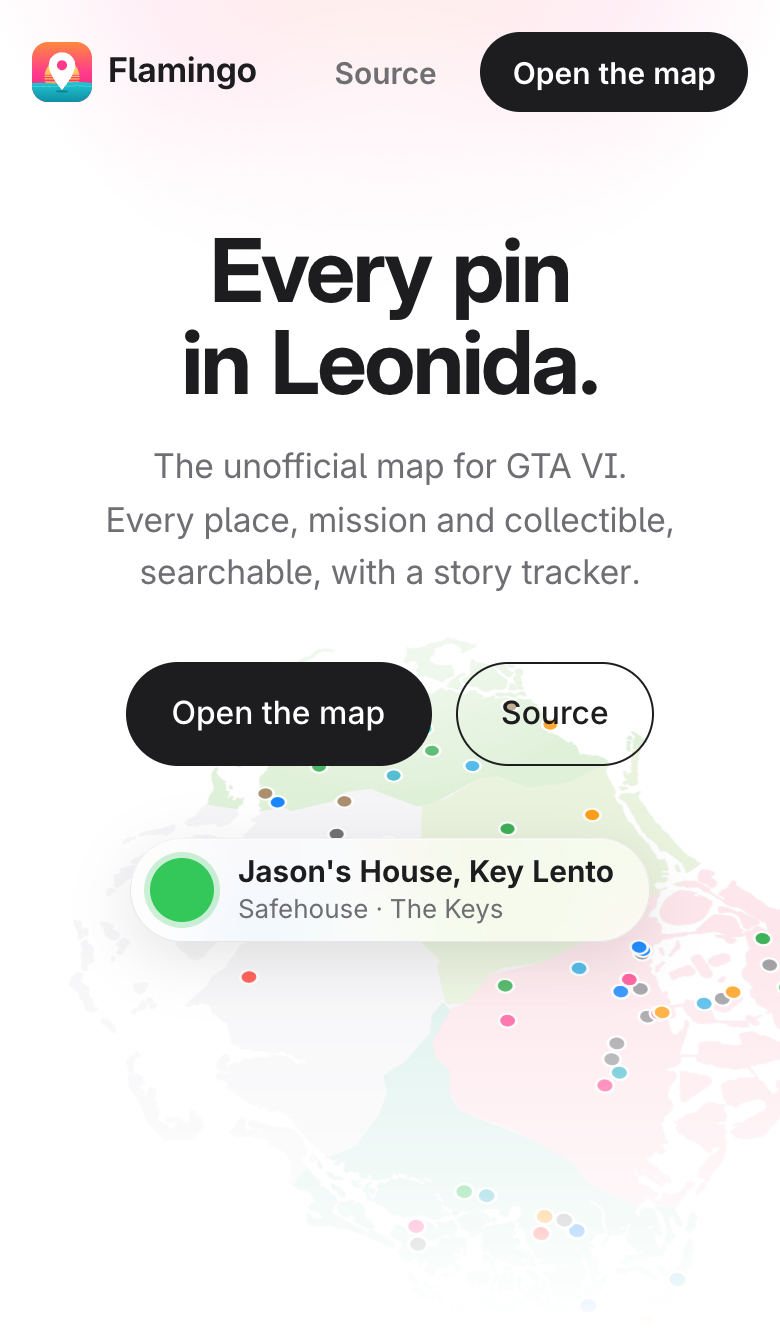 Flamingo
Source
Open the map
Every pin
in Leonida.
The unofficial map for GTA VI.
Every place, mission and collectible,
searchable, with a story tracker.
Open the map
Source
Jason's House, Key Lento
Safehouse · The Keys